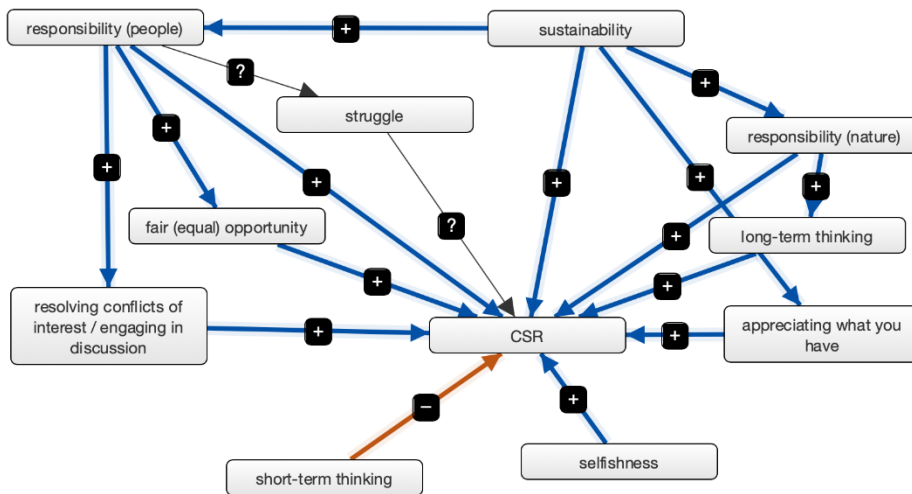 responsibility (people)
+
sustainability
?
+
struggle
+
responsibility (nature)
+
+
+
+
+
+
fair (equal) opportunity
?
+
long-term thinking
+
+
resolving conflicts of
interest / engaging in
discussion
+
CSR
+
appreciating what you
have
−
+
short-term thinking
selfishness